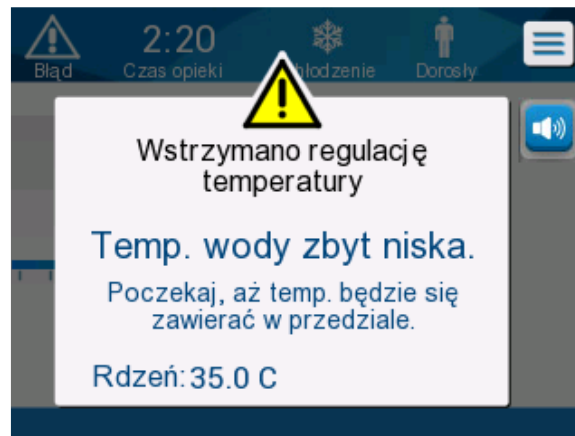 Błąd
2:20
Czas opieki
Dorosły
Wstrzymano regulację
temperatury
Temp. wody zbyt niska.
Poczekaj, aż temp. będzie się
zawierać w przedziale.
Rdzeń: 35.0 C